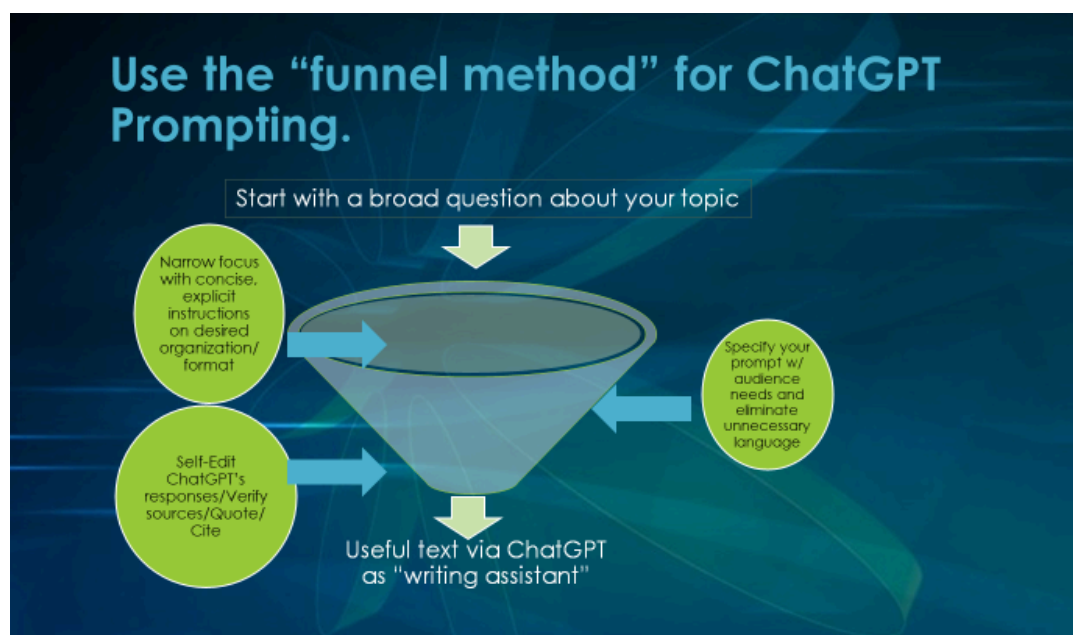 Use the “funnel method” for ChatGPT
Prompting.
Start with a broad question about your topic
Narrow focus
with concise,
explicit
instructions
on desired
organization/
format
Specify your
prompt w/
audience
needs and
eliminate
unnecessary
language
Self-Edit
ChatGPT’s
responses/Verify
sources/Quote/
Cite
Useful text via ChatGPT
as “writing assistant”